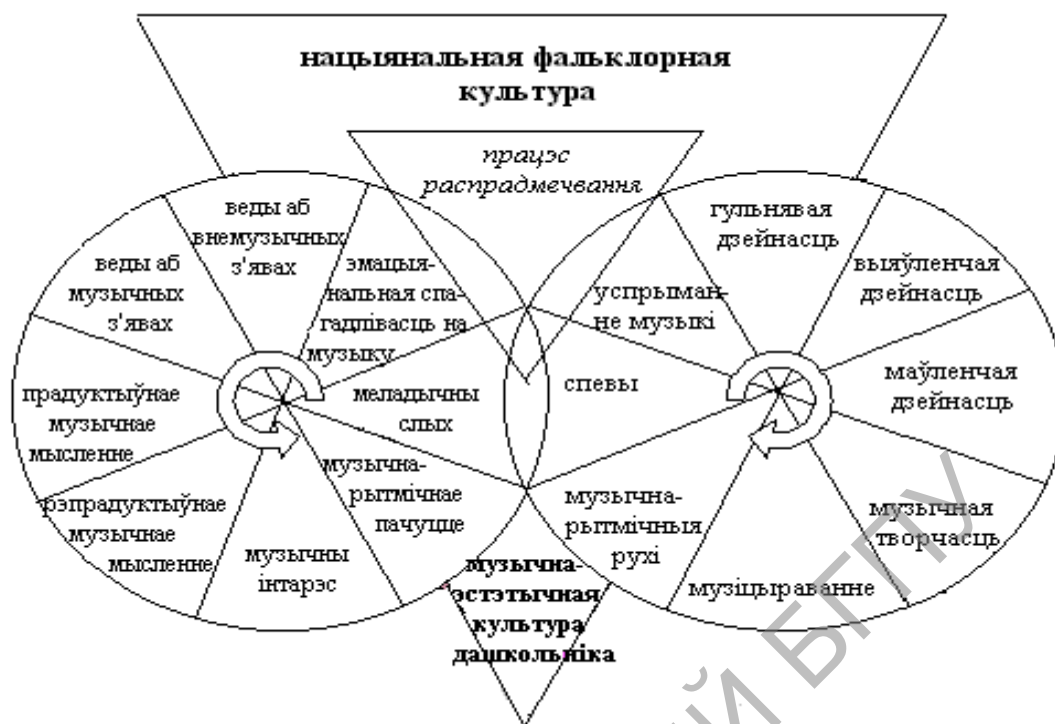 нацыянальная фальклорная
культура
працэс
распрадмечвання
веды аб
внемузычных
з'явах
веды аб
музычных
з'явах
эмацыя-
нальная спа-
гадлівасць на
музыку
прадуктыўнае
музычнае
мысленне
меладычны
слых
рэпрадуктыўнае
музычнае
мысленне
музычны
інтарэс
музычна-
рытмічнае
пачуцце
гульнявая
дзейнасць
выяўленчая
дзейнасць
успрыман-
не музыкі
спевы
маўленчая
дзейнасць
музычна-
рытмічныя
рухі
музычная
творчасць
музіцыраванне
музычна-
эстэтычная
культура
дашкольніка
ИЙ БГПУ